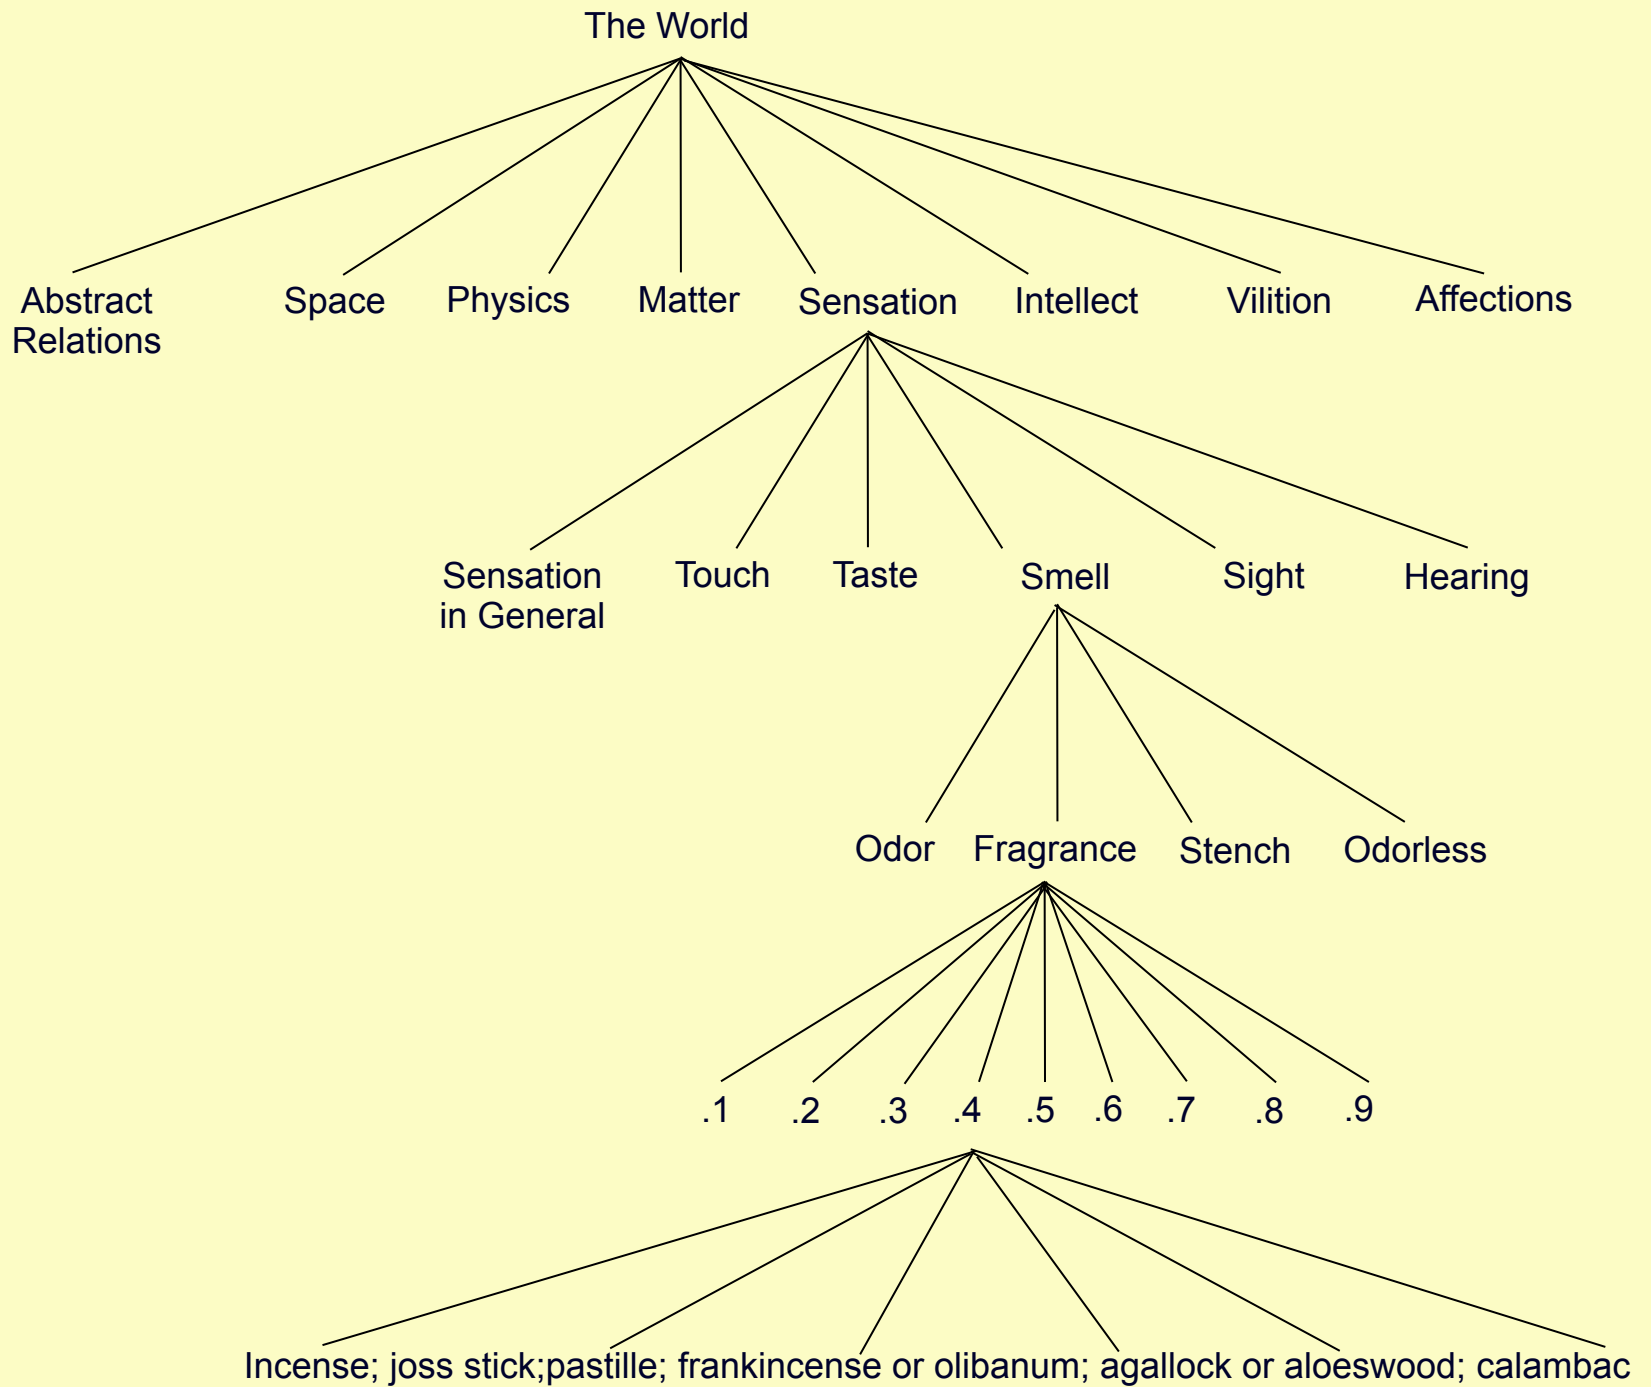 The World
Abstract Relations
Space
Physics
Matter
Sensation
Intellect
Vilition
Affections
Sensation in General
Touch
Taste
Smell
Sight
Hearing
Odor
Fragrance
Stench
Odorless
.1 .2 .3 .4 .5 .6 .7 .8 .9
Incense; joss stick;pastille; frankincense or olibanum; agallock or aloeswood; calambac